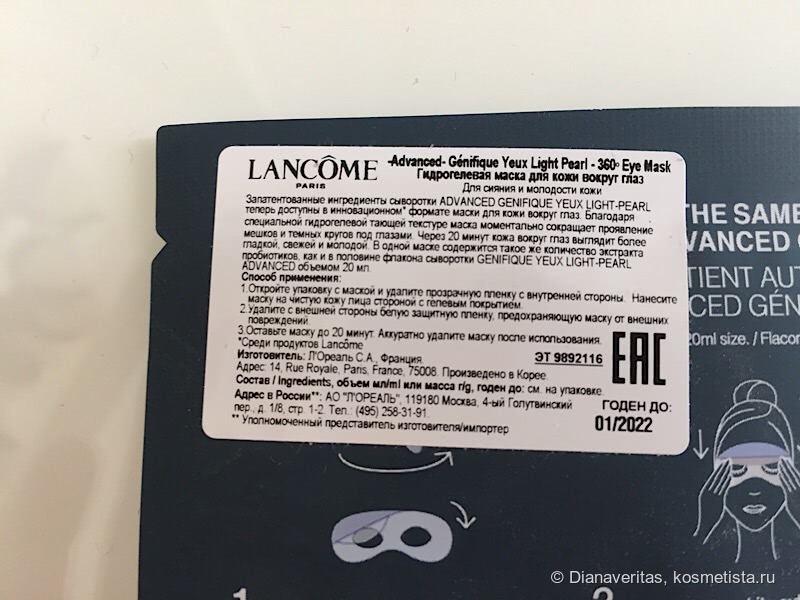 LANCÔME
PARIS
-Advanced- Génifique Yeux Light Pearl - 360° Eye Mask
Гидрогелевая маска для кожи вокруг глаз
Для сияния и молодости кожи
Запатентованные ингредиенты сыворотки ADVANCED GENIFIQUE YEUX LIGHT-PEARL
теперь доступны в инновационном* формате маски для кожи вокруг глаз. Благодаря
специальной гидрогелевой тающей текстуре маска моментально сокращает проявление
мешков и темных кругов под глазами. Через 20 минут кожа вокруг глаз выглядит более
гладкой, свежей и молодой. В одной маске содержится такое же количество экстракта
пробиотиков, как и в половине флакона сыворотки GENIFIQUE YEUX LIGHT-PEARL
ADVANCED объемом 20 мл.
Способ применения:
1.Откройте упаковку с маской и удалите прозрачную пленку с внутренней стороны. Нанесите
маску на чистую кожу лица стороной с гелевым покрытием.
2.Удалите с внешней стороны белую защитную пленку, предохраняющую маску от внешних
повреждений.
3.Оставьте маску до 20 минут. Аккуратно удалите маску после использования.
*Среди продуктов Lancôme
Изготовитель: Л'Ореаль С.А., Франция.
ЭТ 9892116
EAC
Адрес: 14, Rue Royale, Paris, France, 75008. Произведено в Корее
Состав / Ingredients, объем мл/ml или масса г/g, годен до: см. на упаковке
Адрес в России**: АО "Л'ОРЕАЛЬ", 119180 Москва, 4-ый Голутвинский
пер., д. 1/8, стр. 1-2. Тел.: (495) 258-31-91.
** Уполномоченный представитель изготовителя/импортер
ГОДЕН ДО:
01/2022
THE SAME
VANCED
TIENT AUT
CED GÉN
20ml size. / Flacon
1
2
© Dianaveritas, kosmetista.ru